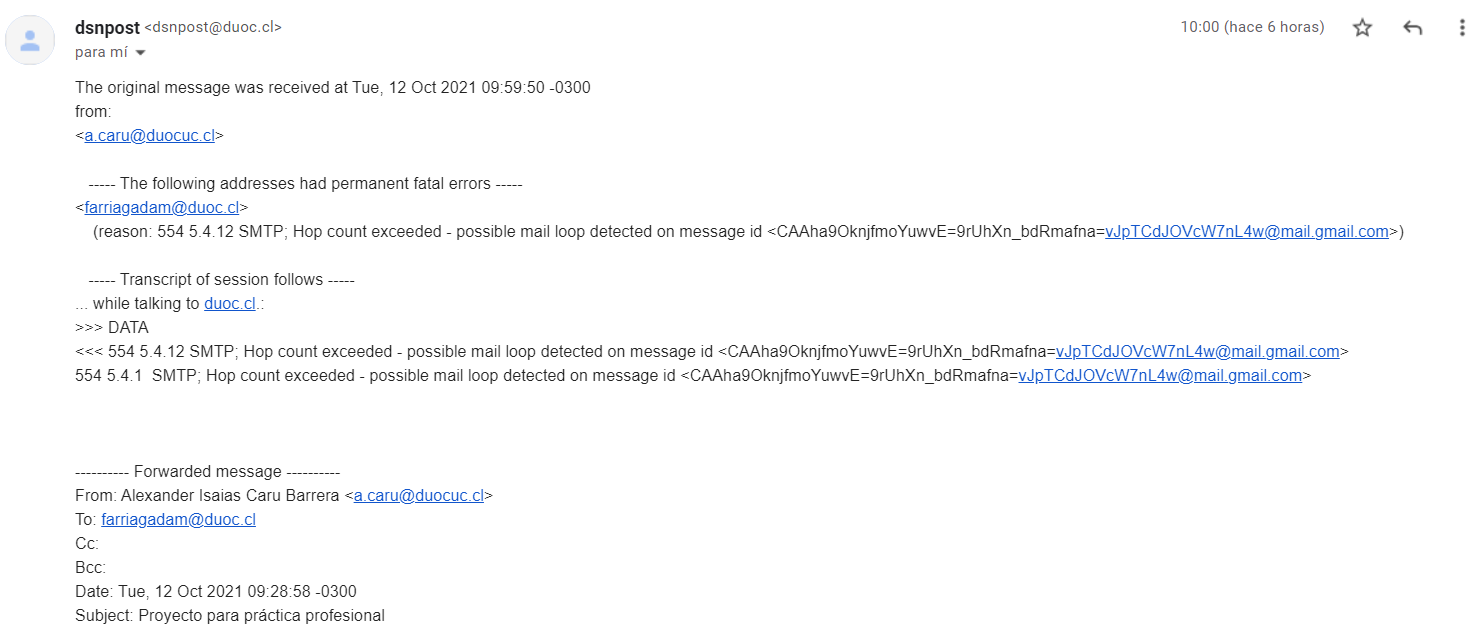 dsnpost <dsnpost@duoc.cl>
10:00 (hace 6 horas)
para mí
The original message was received at Tue, 12 Oct 2021 09:59:50 -0300
from:
<a.caru@duocuc.cl>
----- The following addresses had permanent fatal errors -----
<farriagadam@duoc.cl>
(reason: 554 5.4.12 SMTP; Hop count exceeded - possible mail loop detected on message id <CAAha9OknjfmoYuwvE=9rUhXn_bdRmafna=vJpTCdJOVcW7nL4w@mail.gmail.com>)
----- Transcript of session follows -----
... while talking to duoc.cl.:
>>> DATA
<<< 554 5.4.12 SMTP; Hop count exceeded - possible mail loop detected on message id <CAAha9OknjfmoYuwvE=9rUhXn_bdRmafna=vJpTCdJOVcW7nL4w@mail.gmail.com>
554 5.4.1  SMTP; Hop count exceeded - possible mail loop detected on message id <CAAha9OknjfmoYuwvE=9rUhXn_bdRmafna=vJpTCdJOVcW7nL4w@mail.gmail.com>
---------- Forwarded message ----------
From: Alexander Isaias Caru Barrera <a.caru@duocuc.cl>
To: farriagadam@duoc.cl
Cc:
Bcc:
Date: Tue, 12 Oct 2021 09:28:58 -0300
Subject: Proyecto para práctica profesional